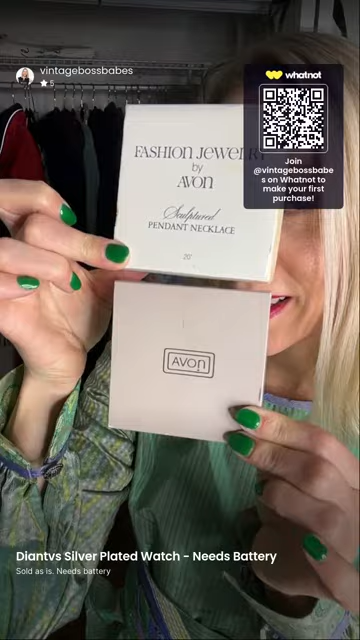 vintagebossbabes
★ 5
whatnot
Join
@vintagebossbabe
s on Whatnot to
make your first
purchase!
FASHION JEWELRY
by
AVON
Sculptured
PENDANT NECKLACE
20"
AVON
Diantvs Silver Plated Watch - Needs Battery
Sold as is. Needs battery